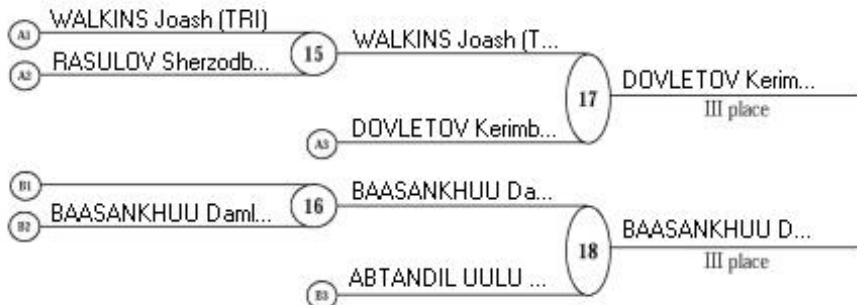 A1 WALKINS Joash (TRI)
15 WALKINS Joash (T...
A2 RASULOV Sherzodb...
17 DOVLETOV Kerim...
III place
A3 DOVLETOV Kerimb...
B1
16 BAASANKHUU Da...
B2 BAASANKHUU Daml...
18 BAASANKHUU D...
III place
B3 ABTANDIL UULU ...